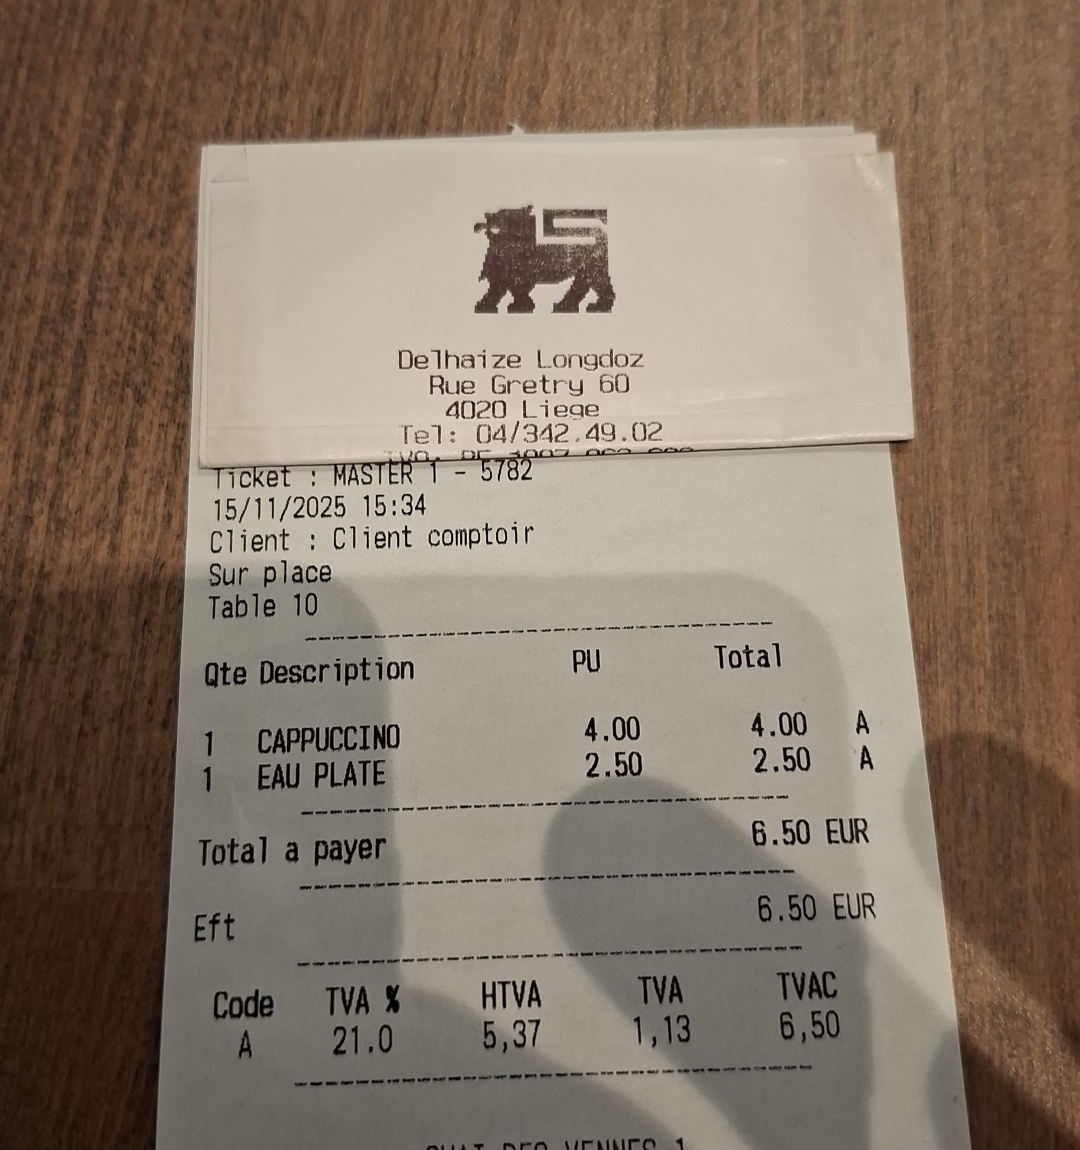 Delhaize Longdoz
Rue Gretry 60
4020 Liege
Tel: 04/342.49.02
Ticket : MASTER 1 - 5782
15/11/2025 15:34
Client : Client comptoir
Sur place
Table 10
Qte Description PU Total
1 CAPPUCCINO 4.00 4.00 A
1 EAU PLATE 2.50 2.50 A
Total a payer 6.50 EUR
Eft 6.50 EUR
Code TVA % HTVA TVA TVAC
A 21.0 5,37 1,13 6,50
DES VENNES 1